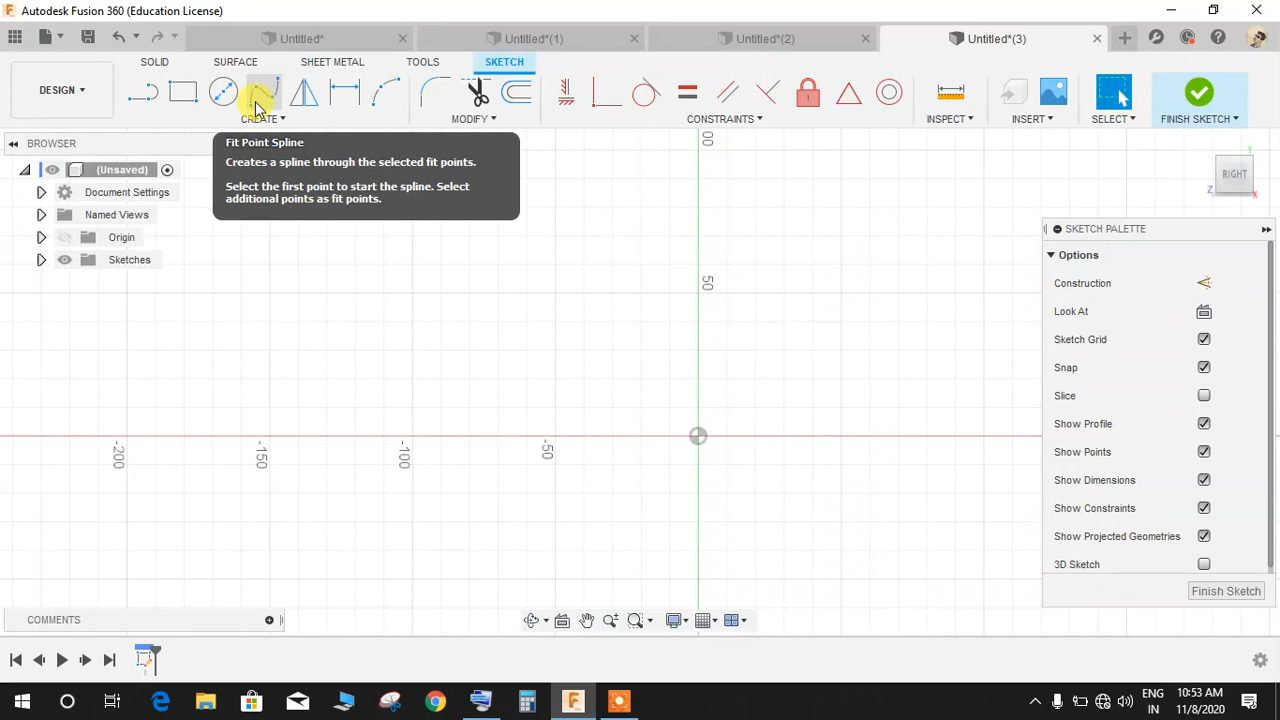 Autodesk Fusion 360 (Education License)
Untitled*
Untitled*(1)
Untitled*(2)
Untitled*(3)
SOLID
SURFACE
SHEET METAL
TOOLS
SKETCH
DESIGN
CREATE
MODIFY
CONSTRAINTS
INSPECT
INSERT
SELECT
FINISH SKETCH
BROWSER
(Unsaved)
Document Settings
Named Views
Origin
Sketches
Fit Point Spline
Creates a spline through the selected fit points.
Select the first point to start the spline. Select
additional points as fit points.
00
50
-200
-150
-100
-50
RIGHT
Y
Z
X
SKETCH PALETTE
Options
Construction
Look At
Sketch Grid
Snap
Slice
Show Profile
Show Points
Show Dimensions
Show Constraints
Show Projected Geometries
3D Sketch
Finish Sketch
COMMENTS
ENG
IN
10:53 AM
11/8/2020